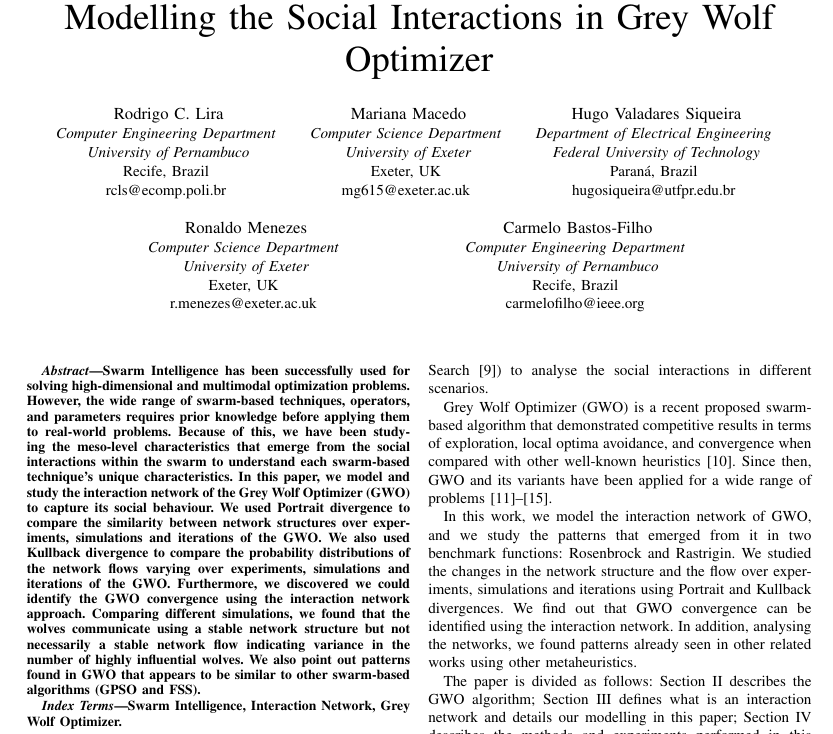 Modelling the Social Interactions in Grey Wolf
Optimizer
Rodrigo C. Lira
Computer Engineering Department
University of Pernambuco
Recife, Brazil
rcls@ecomp.poli.br
Mariana Macedo
Computer Science Department
University of Exeter
Exeter, UK
mg615@exeter.ac.uk
Hugo Valadares Siqueira
Department of Electrical Engineering
Federal University of Technology
Paraná, Brazil
hugosiqueira@utfpr.edu.br
Ronaldo Menezes
Computer Science Department
University of Exeter
Exeter, UK
r.menezes@exeter.ac.uk
Carmelo Bastos-Filho
Computer Engineering Department
University of Pernambuco
Recife, Brazil
carmelofilho@ieee.org
Abstract—Swarm Intelligence has been successfully used for
solving high-dimensional and multimodal optimization problems.
However, the wide range of swarm-based techniques, operators,
and parameters requires prior knowledge before applying them
to real-world problems. Because of this, we have been study-
ing the meso-level characteristics that emerge from the social
interactions within the swarm to understand each swarm-based
technique's unique characteristics. In this paper, we model and
study the interaction network of the Grey Wolf Optimizer (GWO)
to capture its social behaviour. We used Portrait divergence to
compare the similarity between network structures over exper-
iments, simulations and iterations of the GWO. We also used
Kullback divergence to compare the probability distributions of
the network flows varying over experiments, simulations and
iterations of the GWO. Furthermore, we discovered we could
identify the GWO convergence using the interaction network
approach. Comparing different simulations, we found that the
wolves communicate using a stable network structure but not
necessarily a stable network flow indicating variance in the
number of highly influential wolves. We also point out patterns
found in GWO that appears to be similar to other swarm-based
algorithms (GPSO and FSS).
Index Terms—Swarm Intelligence, Interaction Network, Grey
Wolf Optimizer.
Search [9]) to analyse the social interactions in different
scenarios.
Grey Wolf Optimizer (GWO) is a recent proposed swarm-
based algorithm that demonstrated competitive results in terms
of exploration, local optima avoidance, and convergence when
compared with other well-known heuristics [10]. Since then,
GWO and its variants have been applied for a wide range of
problems [11]–[15].
In this work, we model the interaction network of GWO,
and we study the patterns that emerged from it in two
benchmark functions: Rosenbrock and Rastrigin. We studied
the changes in the network structure and the flow over exper-
iments, simulations and iterations using Portrait and Kullback
divergences. We find out that GWO convergence can be
identified using the interaction network. In addition, analysing
the networks, we found patterns already seen in other related
works using other metaheuristics.
The paper is divided as follows: Section II describes the
GWO algorithm; Section III defines what is an interaction
network and details our modelling in this paper; Section IV
describes the methods and experiments performed in this